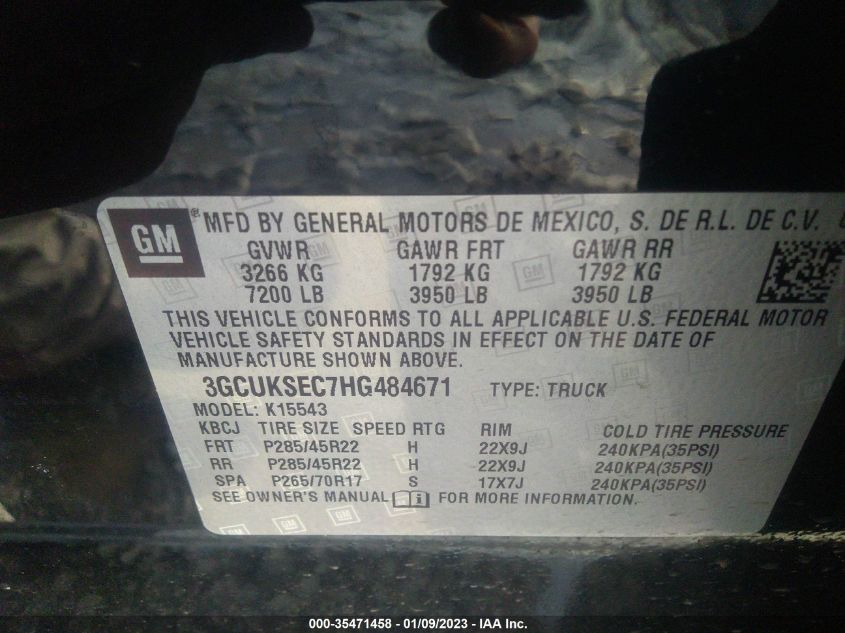 GM ® MFD BY GENERAL MOTORS DE MEXICO, S. DE R.L. DE C.V.
GVWR GAWR FRT GAWR RR
3266 KG 1792 KG 1792 KG
7200 LB 3950 LB 3950 LB
THIS VEHICLE CONFORMS TO ALL APPLICABLE U.S. FEDERAL MOTOR
VEHICLE SAFETY STANDARDS IN EFFECT ON THE DATE OF
MANUFACTURE SHOWN ABOVE.
3GCUKSEC7HG484671 TYPE: TRUCK
MODEL: K15543
KBCJ TIRE SIZE SPEED RTG RIM COLD TIRE PRESSURE
FRT P285/45R22 H 22X9J 240KPA(35PSI)
RR P285/45R22 H 22X9J 240KPA(35PSI)
SPA P265/70R17 S 17X7J 240KPA(35PSI)
SEE OWNER'S MANUAL i FOR MORE INFORMATION.
000-35471458 - 01/09/2023 - IAA Inc.